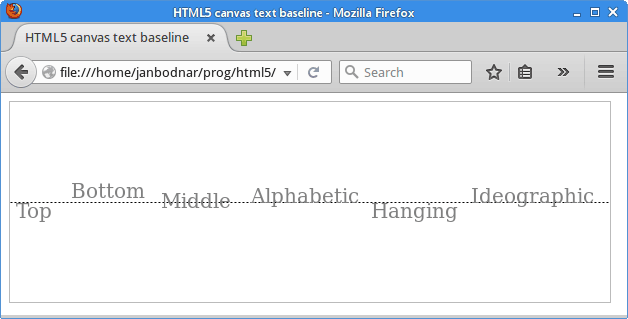 HTML5 canvas text baseline - Mozilla Firefox
HTML5 canvas text baseline
file:///home/janbodnar/prog/html5/ Search
Top Bottom Middle Alphabetic Hanging Ideographic